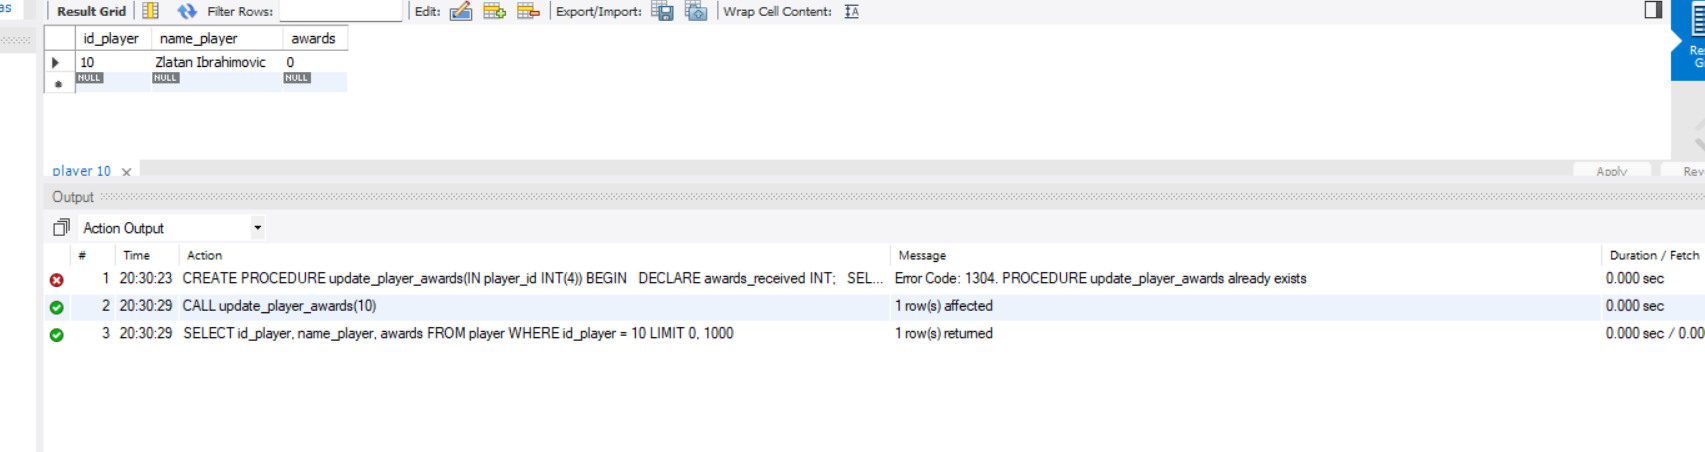 as
Result Grid Filter Rows: Edit: Export/Import: Wrap Cell Content:
id_player name_player awards
10 Zlatan Ibrahimovic 0
NULL NULL NULL
player 10
Apply
Output
Action Output
# Time Action Message Duration / Fetch
1 20:30:23 CREATE PROCEDURE update_player_awards(IN player_id INT(4)) BEGIN DECLARE awards_received INT; SEL... Error Code: 1304. PROCEDURE update_player_awards already exists 0.000 sec
2 20:30:29 CALL update_player_awards(10) 1 row(s) affected 0.000 sec
3 20:30:29 SELECT id_player, name_player, awards FROM player WHERE id_player = 10 LIMIT 0, 1000 1 row(s) returned 0.000 sec / 0.00